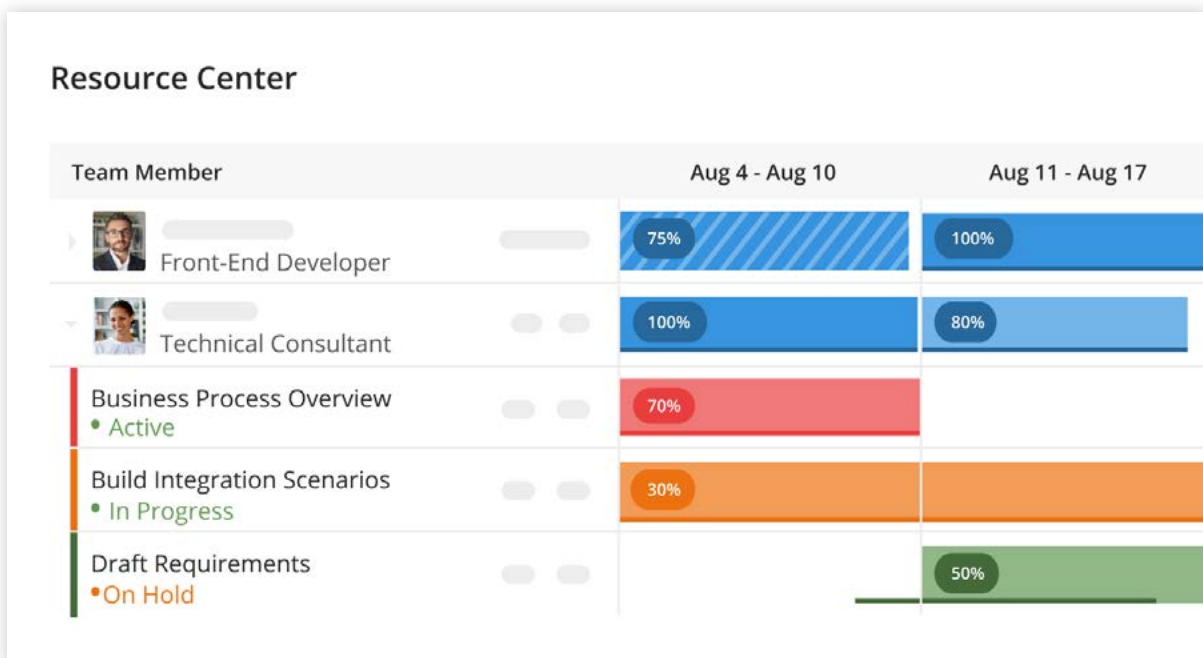 Resource Center
Team Member Aug 4 - Aug 10 Aug 11 - Aug 17
75% 100%
Front-End Developer
100% 80%
Technical Consultant
Business Process Overview
70%
• Active
Build Integration Scenarios
30%
• In Progress
Draft Requirements
50%
•On Hold